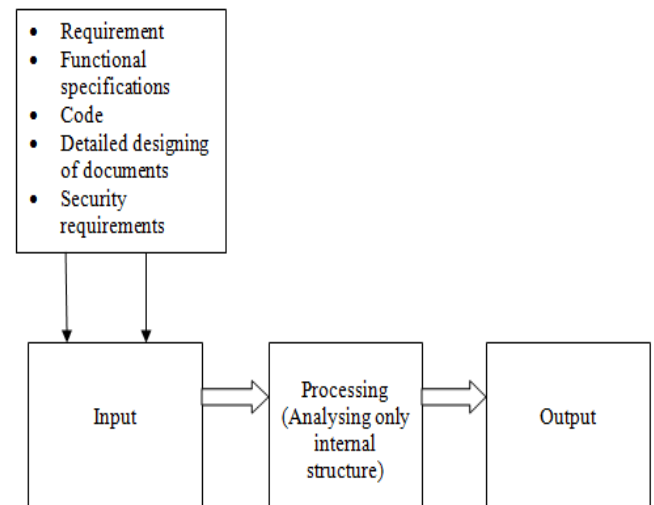 • Requirement
• Functional
specifications
• Code
• Detailed designing
of documents
• Security
requirements
Input
Processing
(Analysing only
internal
structure)
Output